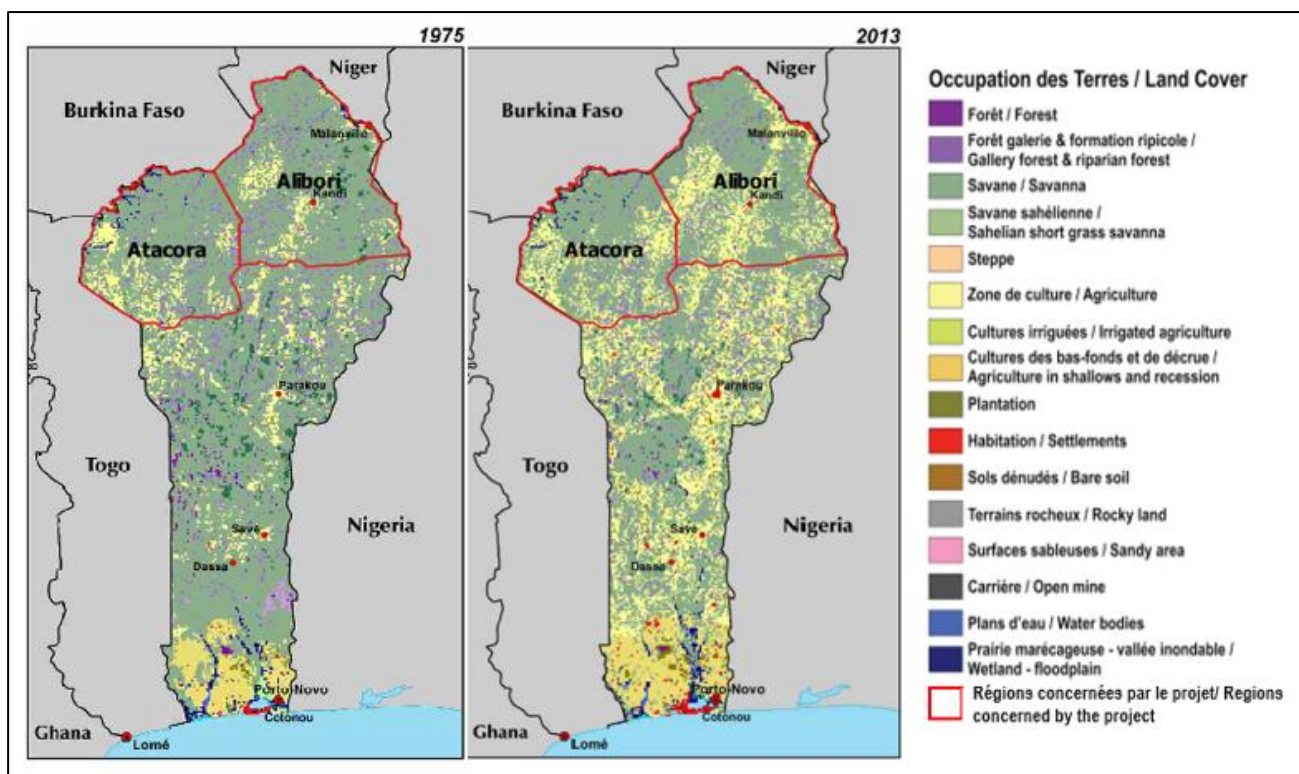 1975
Niger
Burkina Faso
Malanville
Alibori
Kandi
Atacora
Parakou
Togo
Nigeria
Savé
Dassa
Porto-Novo
Cotonou
Ghana
Lomé
2013
Niger
Burkina Faso
Malanville
Alibori
Kandi
Atacora
Parakou
Togo
Nigeria
Savé
Dassa
Porto-Novo
Cotonou
Ghana
Lomé
Occupation des Terres / Land Cover
Forêt / Forest
Forêt galerie & formation ripicole /
Gallery forest & riparian forest
Savane / Savanna
Savane sahélienne /
Sahelian short grass savanna
Steppe
Zone de culture / Agriculture
Cultures irriguées / Irrigated agriculture
Cultures des bas-fonds et de décrue /
Agriculture in shallows and recession
Plantation
Habitation / Settlements
Sols dénudés / Bare soil
Terrains rocheux / Rocky land
Surfaces sableuses / Sandy area
Carrière / Open mine
Plans d'eau / Water bodies
Prairie marécageuse - vallée inondable /
Wetland - floodplain
Régions concernées par le projet/ Regions
concerned by the project